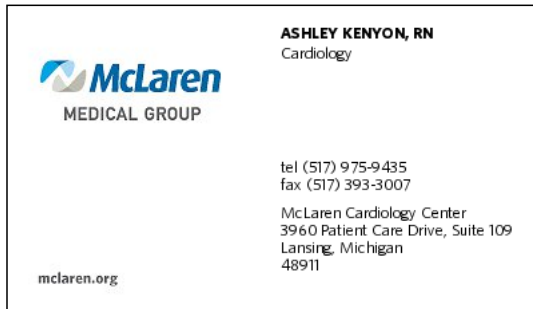 McLaren
MEDICAL GROUP
mclaren.org
ASHLEY KENYON, RN
Cardiology
tel (517) 975-9435
fax (517) 393-3007
McLaren Cardiology Center
3960 Patient Care Drive, Suite 109
Lansing, Michigan
48911